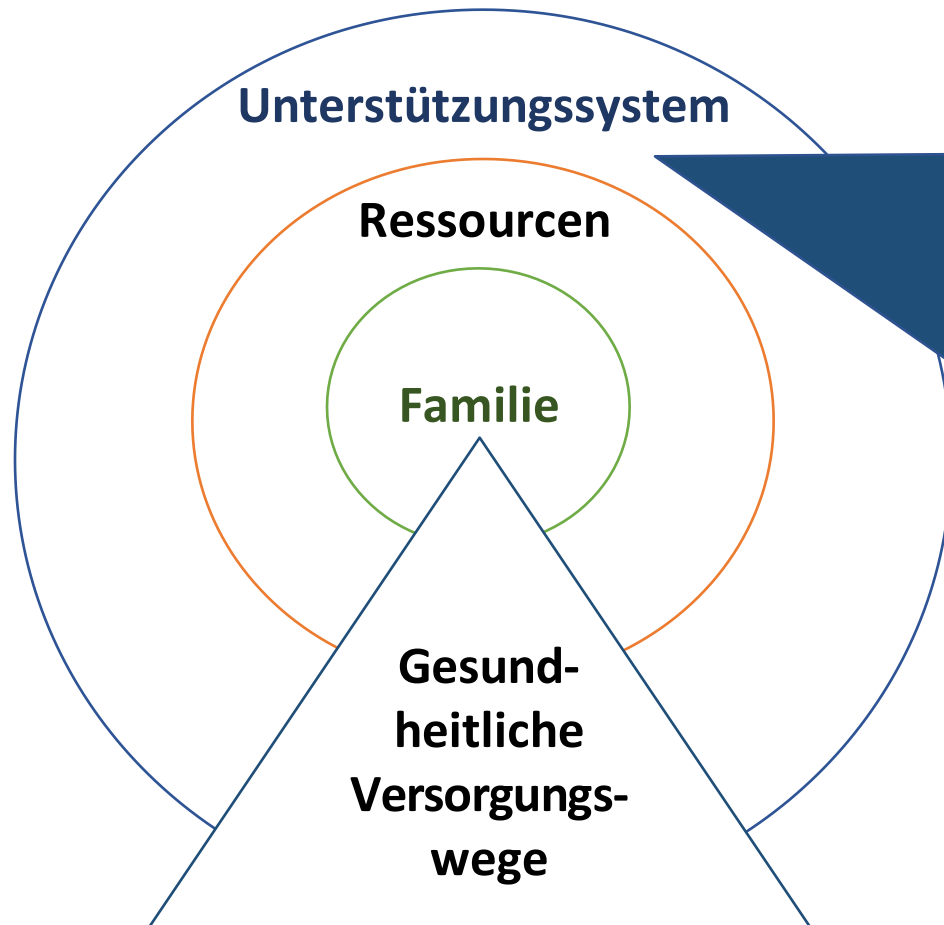 Unterstützungssystem
Ressourcen
Familie
Gesund-
heitliche
Versorgungs-
wege